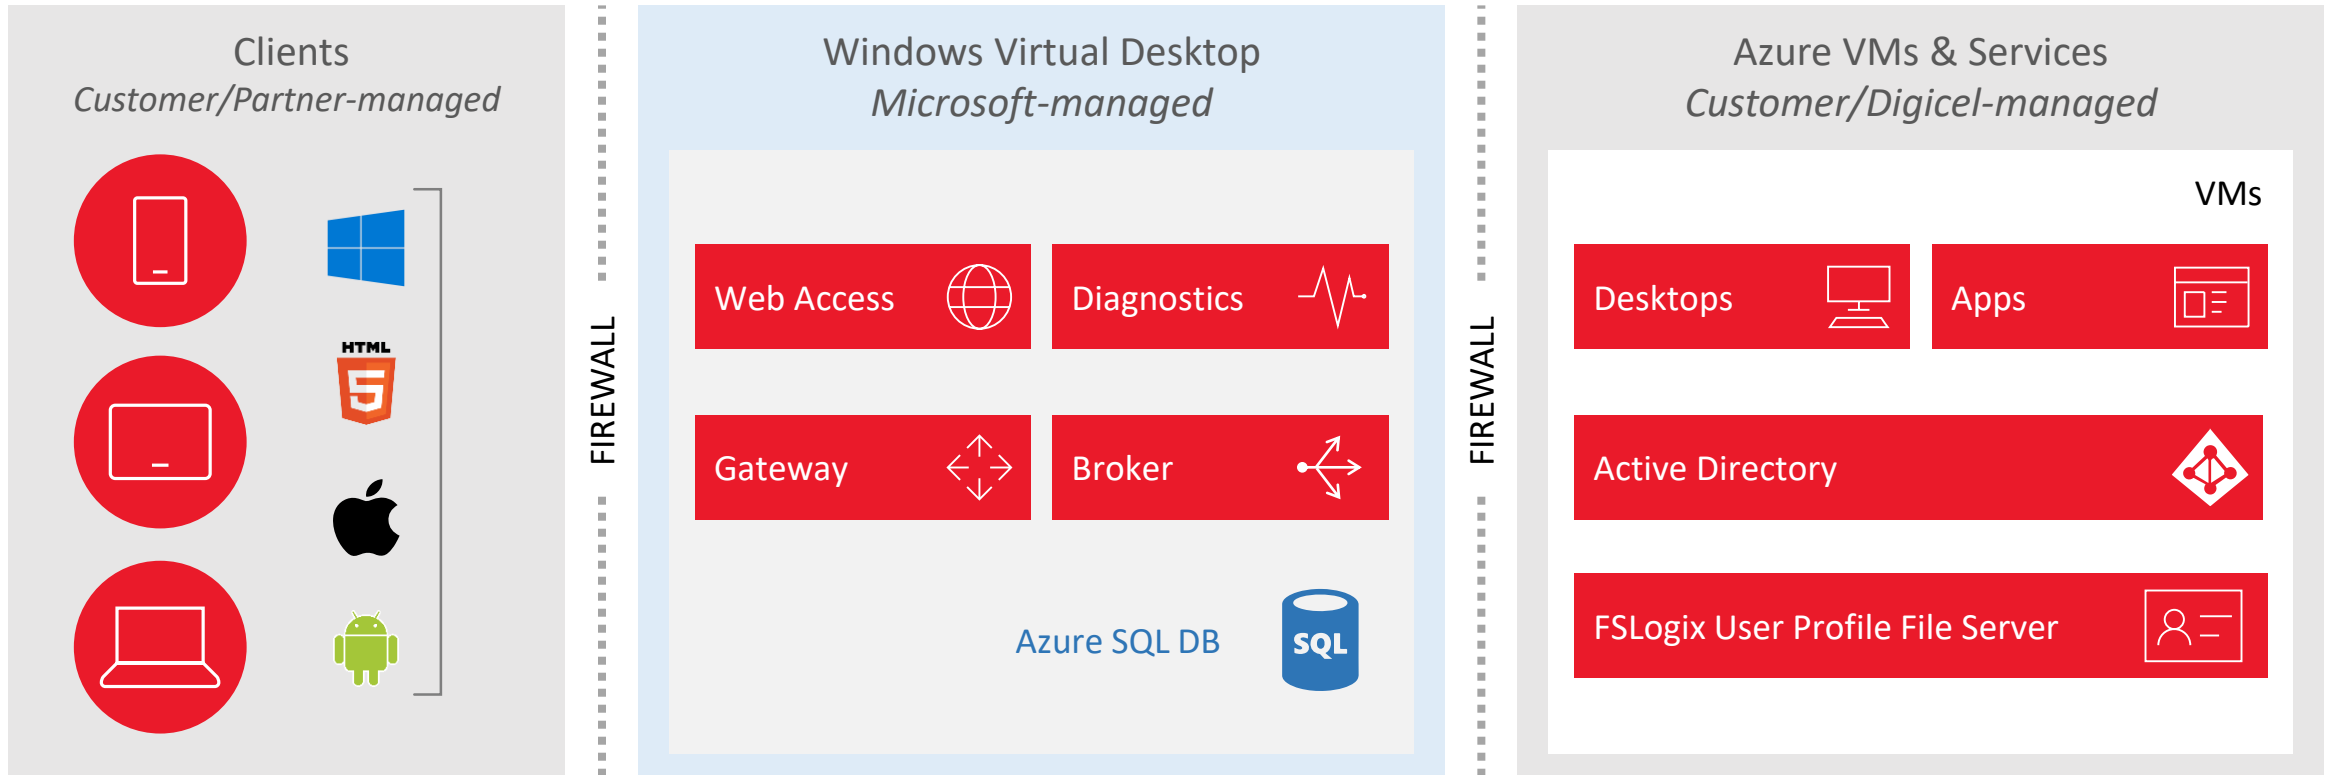 Clients
Customer/Partner-managed
HTML
5
FIREWALL
Windows Virtual Desktop
Microsoft-managed
Web Access
Diagnostics
Gateway
Broker
Azure SQL DB
SQL
FIREWALL
Azure VMs & Services
Customer/Digicel-managed
VMs
Desktops
Apps
Active Directory
FSLogix User Profile File Server